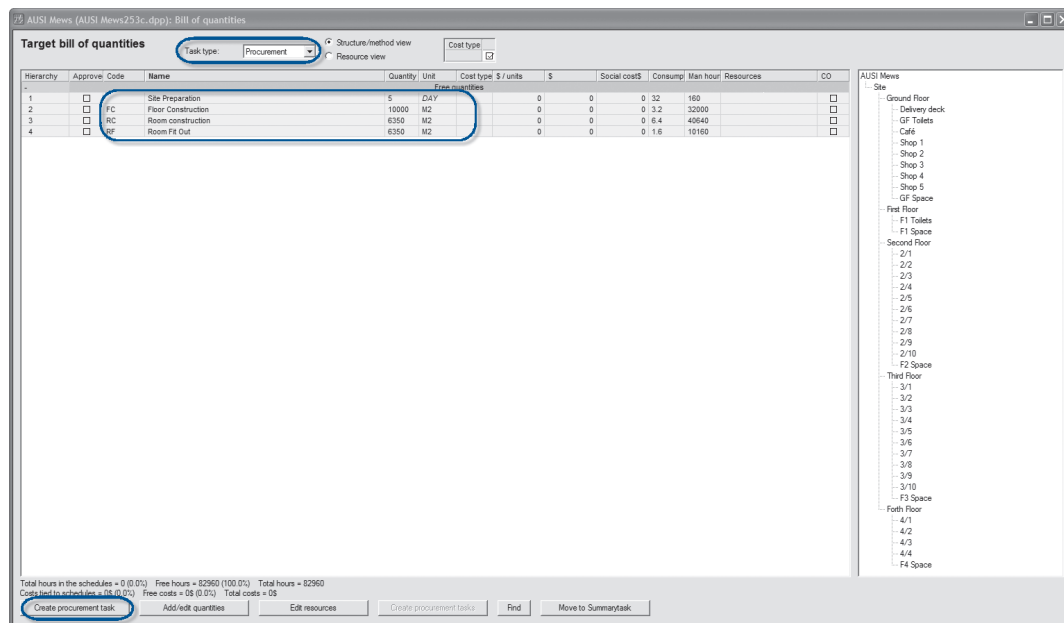 AUSI Mews (AUSI Mews253c.dpp): Bill of quantities
Target bill of quantities
Task type: Procurement
Structure/method view
Resource view
Cost type
Hierarchy Approve Code Name Quantity Unit Cost type $ / units $ Social cost$ Consump Man hour Resources CO
- Free quantities
1 Site Preparation 5 DAY 0 0 0 32 160
2 FC Floor Construction 10000 M2 0 0 0 3.2 32000
3 RC Room construction 6350 M2 0 0 0 6.4 40640
4 RF Room Fit Out 6350 M2 0 0 0 1.6 10160
AUSI Mews
Site
Ground Floor
Delivery deck
GF Toilets
Café
Shop 1
Shop 2
Shop 3
Shop 4
Shop 5
GF Space
First Floor
F1 Toilets
F1 Space
Second Floor
2/1
2/2
2/3
2/4
2/5
2/6
2/7
2/8
2/9
2/10
F2 Space
Third Floor
3/1
3/2
3/3
3/4
3/5
3/6
3/7
3/8
3/9
3/10
F3 Space
Forth Floor
4/1
4/2
4/3
4/4
F4 Space
Total hours in the schedules = 0 (0.0%) Free hours = 82960 (100.0%) Total hours = 82960
Costs tied to schedules = 0$ (0.0%) Free costs = 0$ (0.0%) Total costs = 0$
Create procurement task Add/edit quantities Edit resources Create procurement tasks Find Move to Summarytask